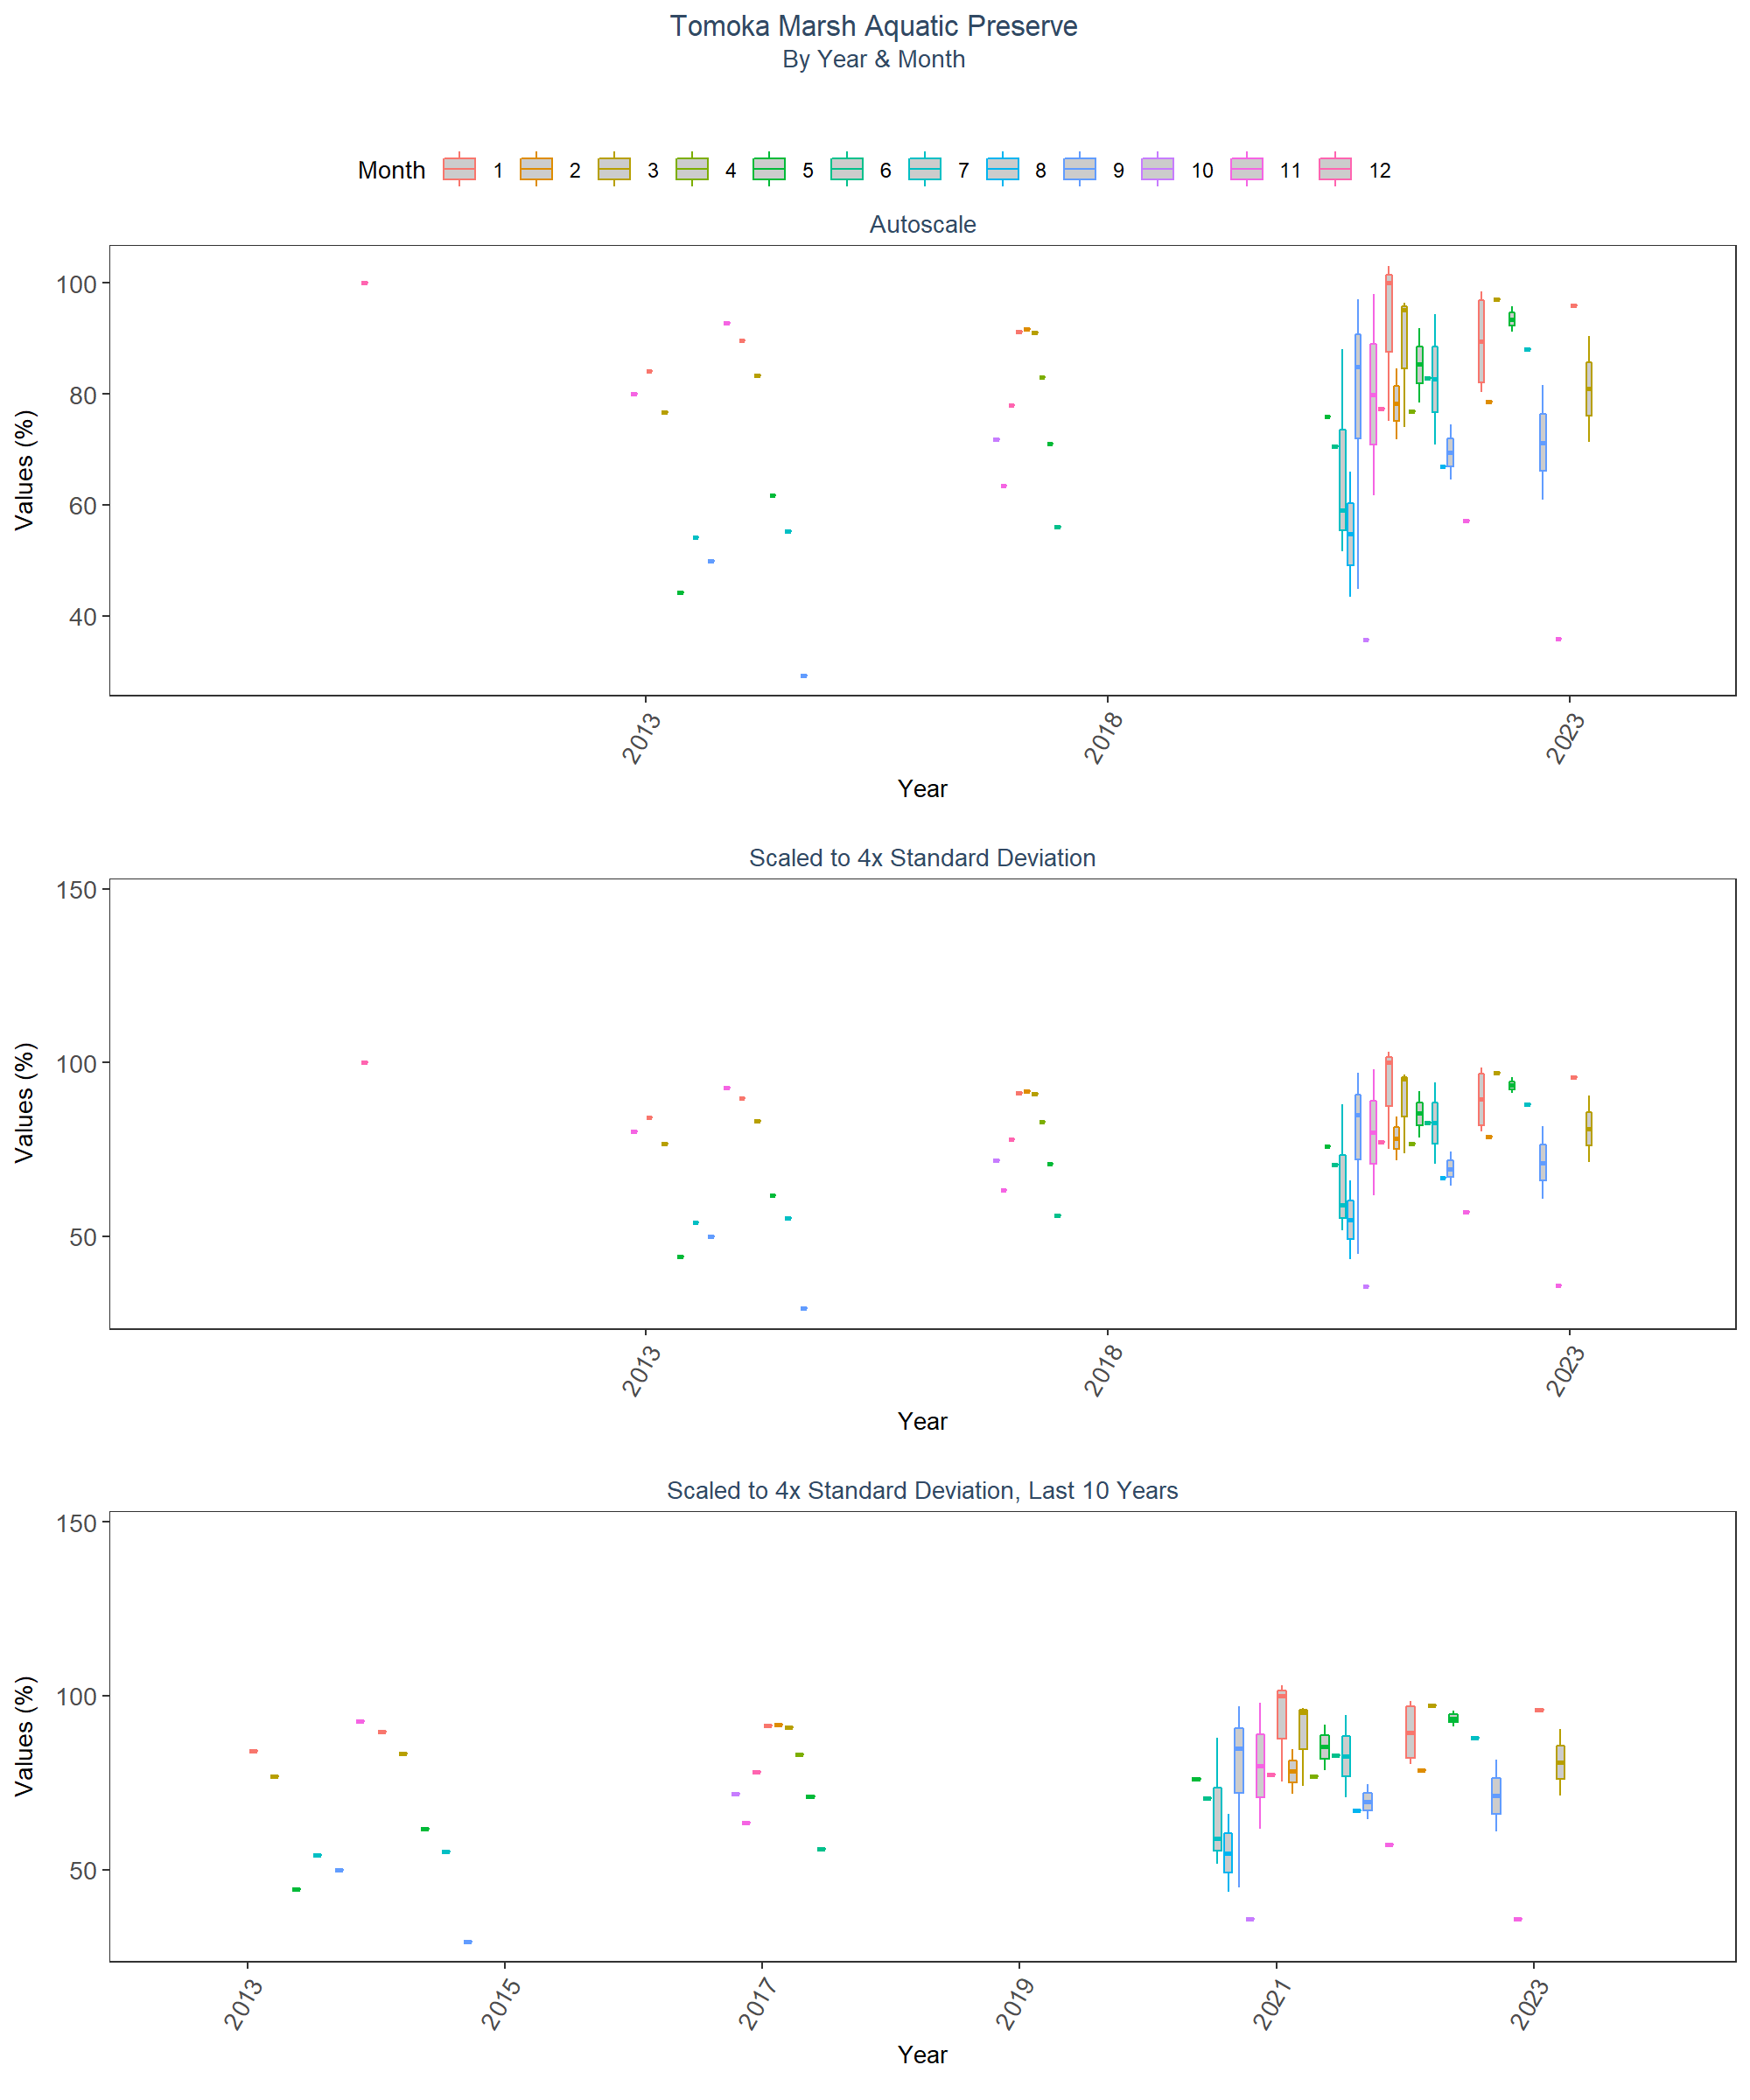 Tomoka Marsh Aquatic Preserve
By Year & Month
Month 1 2 3 4 5 6 7 8 9 10 11 12
Autoscale
100
80
60
40
Values (%)
2013 2018 2023
Year
Scaled to 4x Standard Deviation
150
100
50
Values (%)
2013 2018 2023
Year
Scaled to 4x Standard Deviation, Last 10 Years
150
100
50
Values (%)
2013 2015 2017 2019 2021 2023
Year